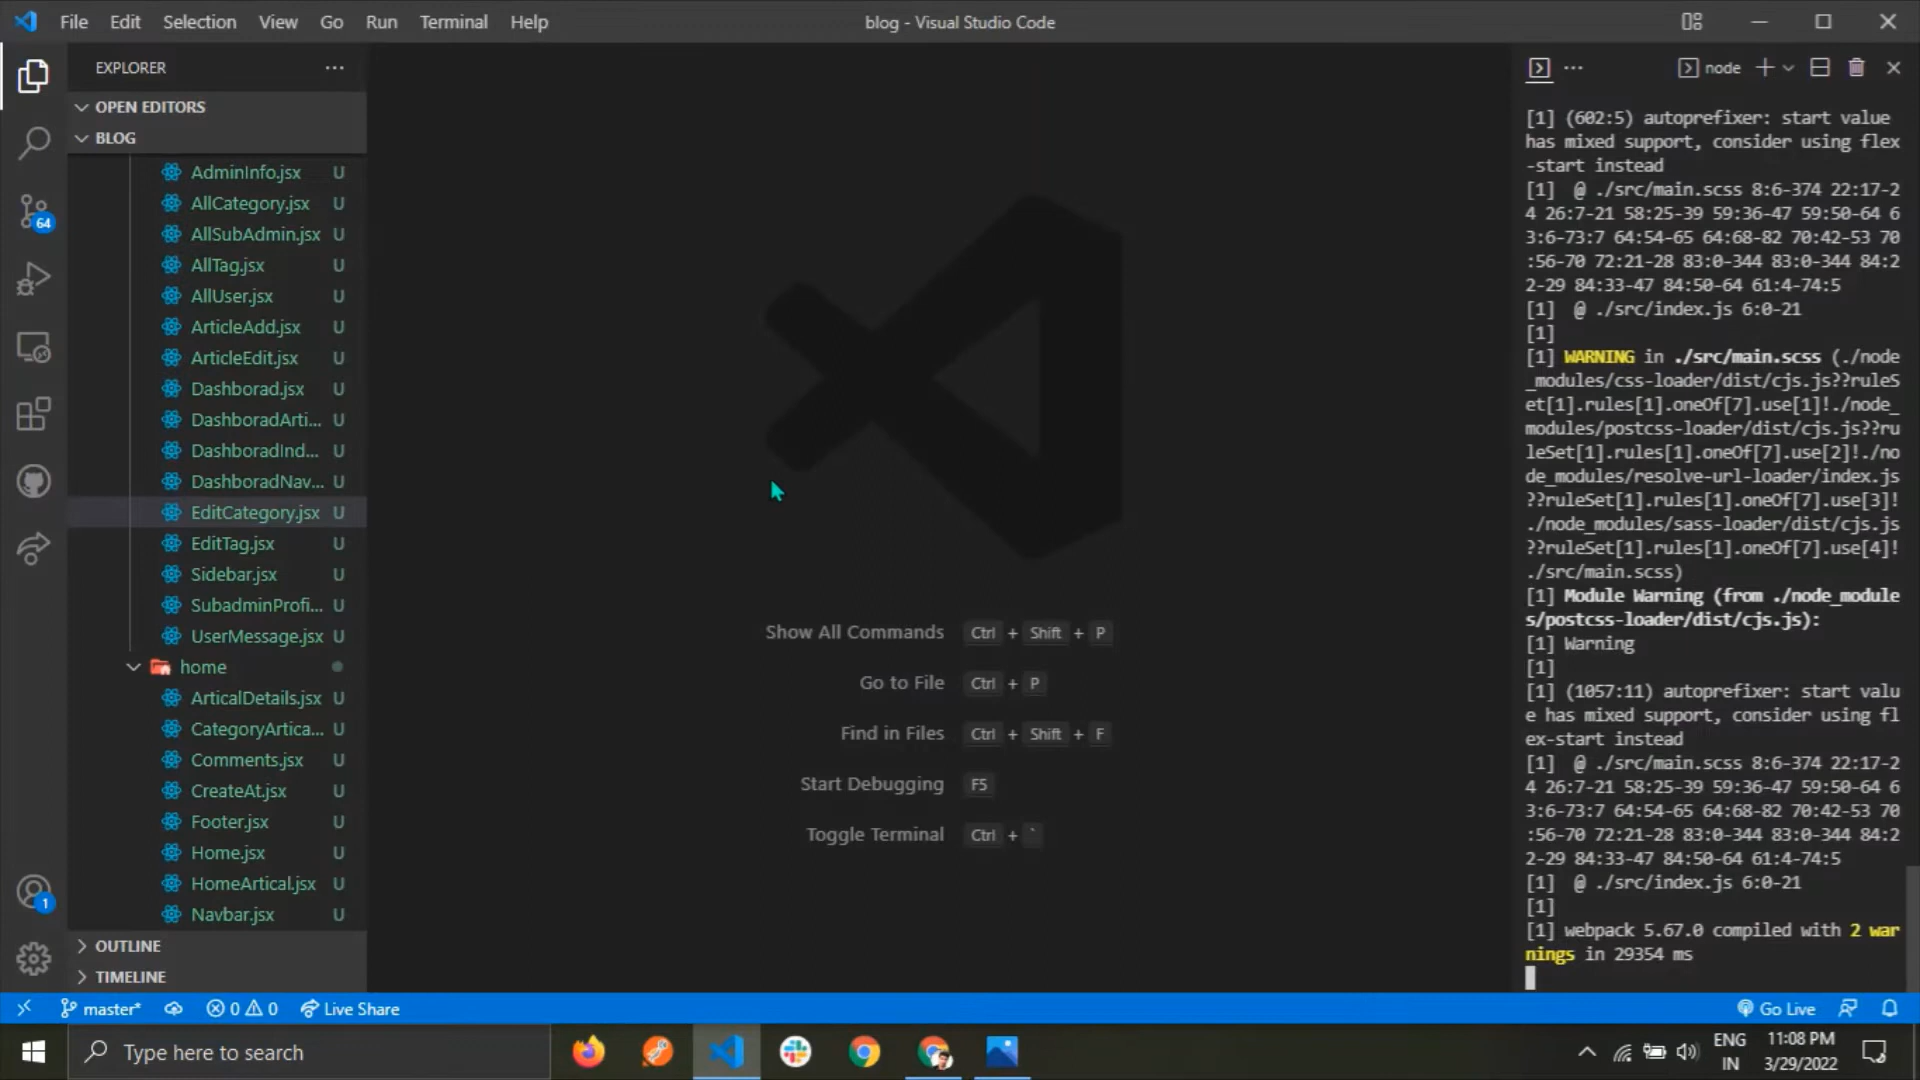 File Edit Selection View Go Run Terminal Help
blog - Visual Studio Code
EXPLORER
OPEN EDITORS
BLOG
AdminInfo.jsx U
AllCategory.jsx U
AllSubAdmin.jsx U
AllTag.jsx U
AllUser.jsx U
ArticleAdd.jsx U
ArticleEdit.jsx U
Dashborad.jsx U
DashboradArti... U
DashboradInd... U
DashboradNav... U
EditCategory.jsx U
EditTag.jsx U
Sidebar.jsx U
SubadminProfi... U
UserMessage.jsx U
home
ArticalDetails.jsx U
CategoryArtica... U
Comments.jsx U
CreateAt.jsx U
Footer.jsx U
Home.jsx U
HomeArtical.jsx U
Navbar.jsx U
OUTLINE
TIMELINE
64
1
Show All Commands Ctrl + Shift + P
Go to File Ctrl + P
Find in Files Ctrl + Shift + F
Start Debugging F5
Toggle Terminal Ctrl + `
node
[1] (602:5) autoprefixer: start value
has mixed support, consider using flex
-start instead
[1]  @ ./src/main.scss 8:6-374 22:17-2
4 26:7-21 58:25-39 59:36-47 59:50-64 6
3:6-73:7 64:54-65 64:68-82 70:42-53 70
:56-70 72:21-28 83:0-344 83:0-344 84:2
2-29 84:33-47 84:50-64 61:4-74:5
[1]  @ ./src/index.js 6:0-21
[1]
[1] WARNING in ./src/main.scss (./node
_modules/css-loader/dist/cjs.js??ruleS
et[1].rules[1].oneOf[7].use[1]!./node_
modules/postcss-loader/dist/cjs.js??ru
leSet[1].rules[1].oneOf[7].use[2]!./no
de_modules/resolve-url-loader/index.js
??ruleSet[1].rules[1].oneOf[7].use[3]!
./node_modules/sass-loader/dist/cjs.js
??ruleSet[1].rules[1].oneOf[7].use[4]!
./src/main.scss)
[1] Module Warning (from ./node_module
s/postcss-loader/dist/cjs.js):
[1] Warning
[1]
[1] (1057:11) autoprefixer: start valu
e has mixed support, consider using fl
ex-start instead
[1]  @ ./src/main.scss 8:6-374 22:17-2
4 26:7-21 58:25-39 59:36-47 59:50-64 6
3:6-73:7 64:54-65 64:68-82 70:42-53 70
:56-70 72:21-28 83:0-344 83:0-344 84:2
2-29 84:33-47 84:50-64 61:4-74:5
[1]  @ ./src/index.js 6:0-21
[1]
[1] webpack 5.67.0 compiled with 2 war
nings in 29354 ms
master* 0 0 Live Share
Go Live
Type here to search
ENG
IN
11:08 PM
3/29/2022